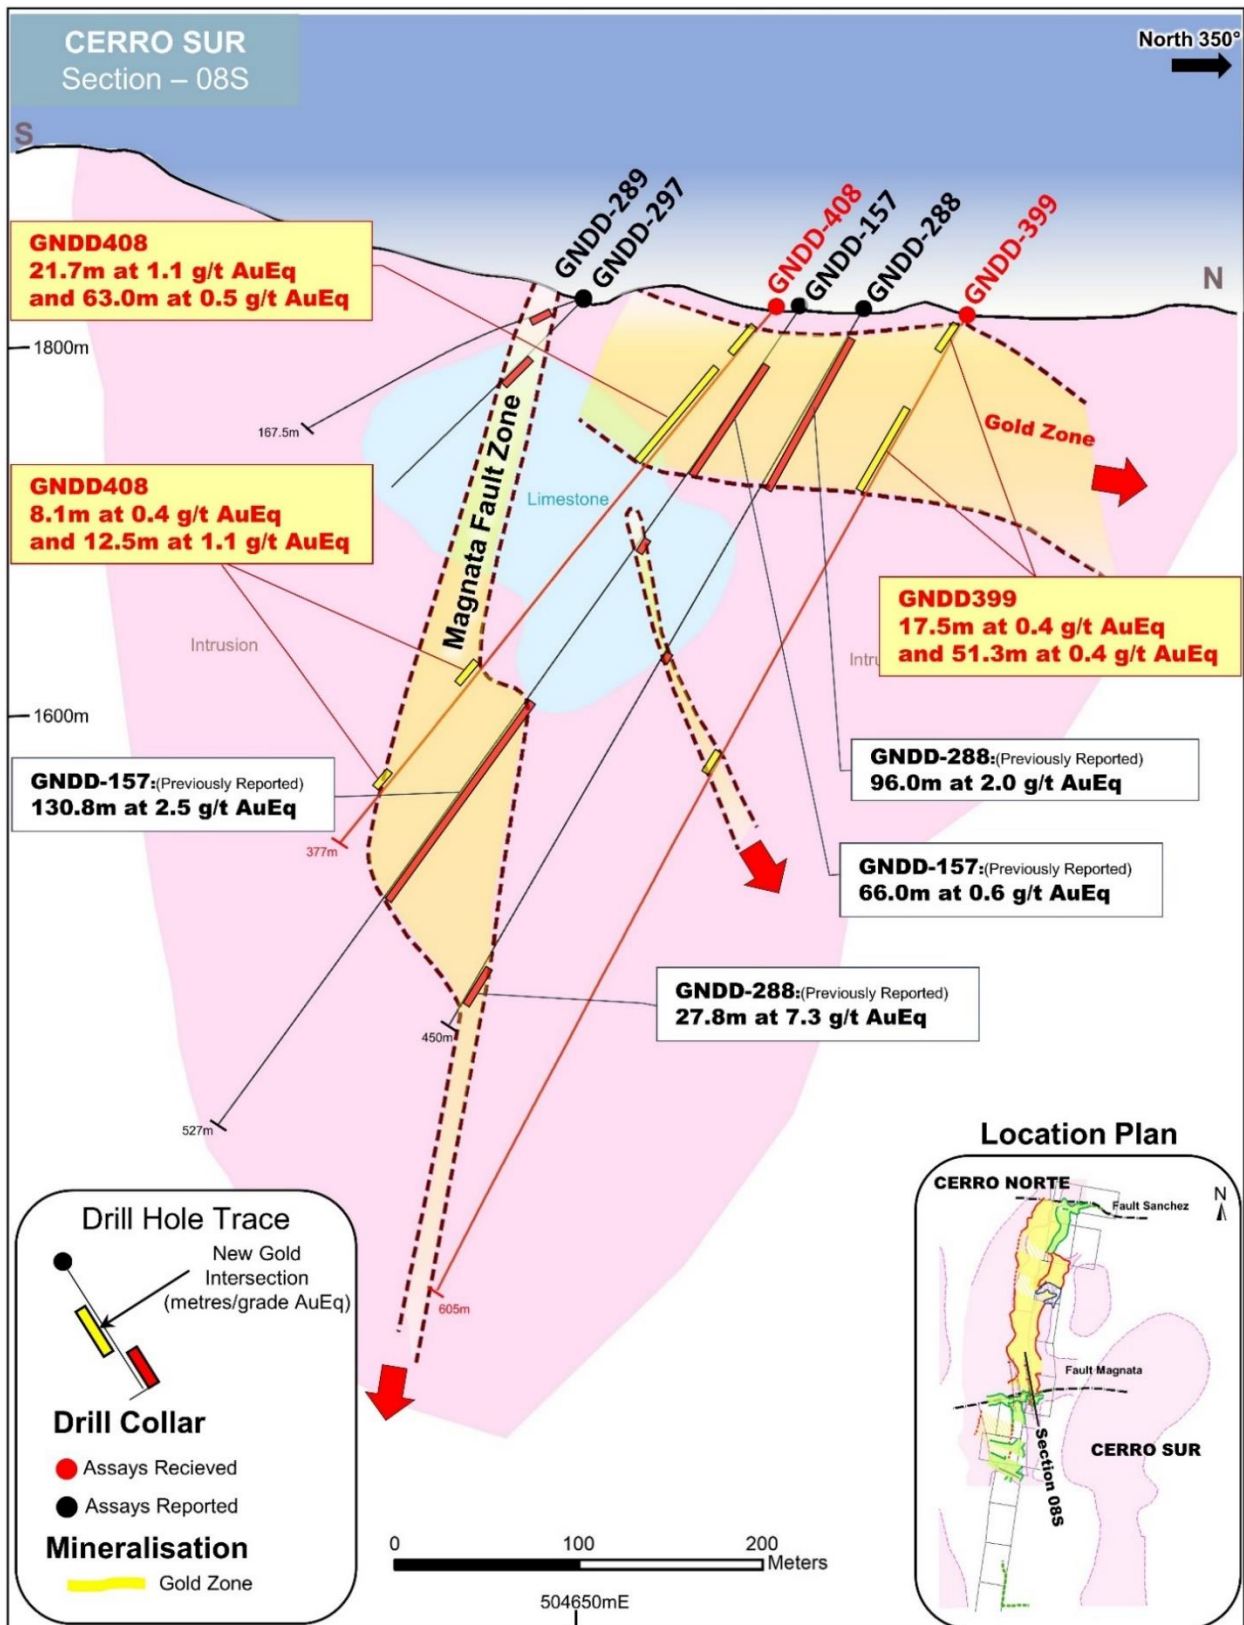 CERRO SUR
Section – 08S
North 350°
S
N
GNDD-289
GNDD-297
GNDD-408
GNDD-157
GNDD-288
GNDD-399
GNDD408
21.7m at 1.1 g/t AuEq
and 63.0m at 0.5 g/t AuEq
1800m
167.5m
Magnata Fault Zone
Limestone
Gold Zone
GNDD408
8.1m at 0.4 g/t AuEq
and 12.5m at 1.1 g/t AuEq
GNDD399
17.5m at 0.4 g/t AuEq
and 51.3m at 0.4 g/t AuEq
Intrusion
1600m
GNDD-157:(Previously Reported)
130.8m at 2.5 g/t AuEq
GNDD-288:(Previously Reported)
96.0m at 2.0 g/t AuEq
377m
GNDD-157:(Previously Reported)
66.0m at 0.6 g/t AuEq
GNDD-288:(Previously Reported)
27.8m at 7.3 g/t AuEq
450m
527m
605m
Drill Hole Trace
New Gold
Intersection
(metres/grade AuEq)
Drill Collar
Assays Recieved
Assays Reported
Mineralisation
Gold Zone
0
100
200
Meters
504650mE
Location Plan
CERRO NORTE
N
Fault Sanchez
Fault Magnata
CERRO SUR
Section 08S